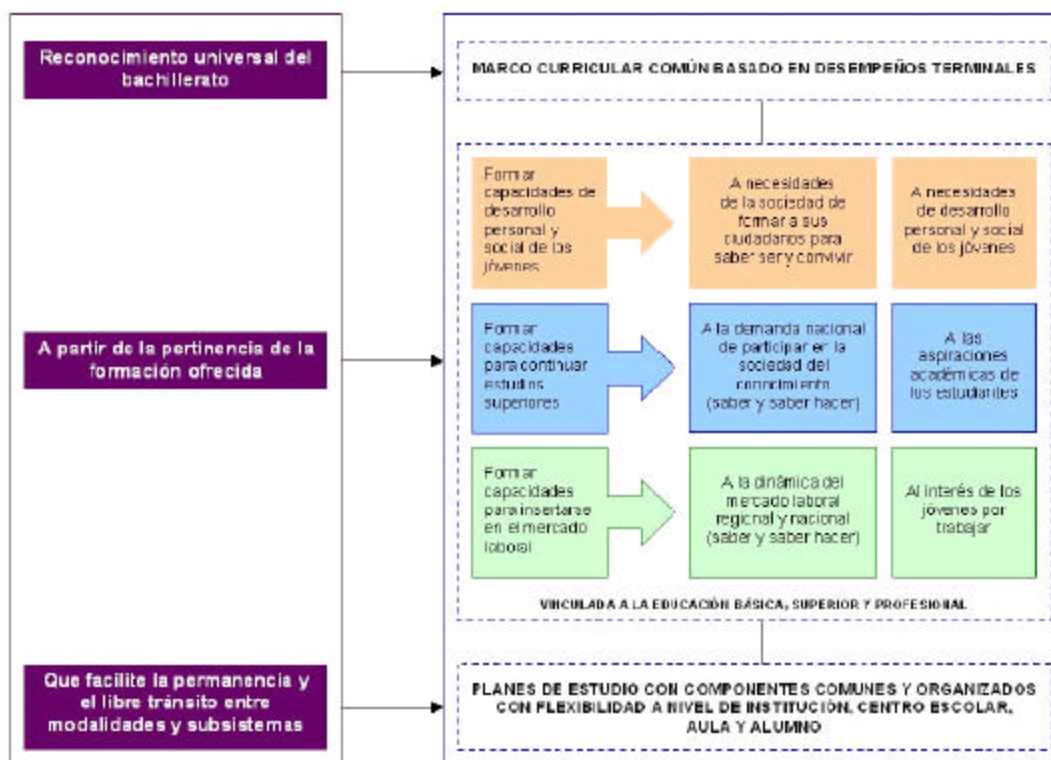 Reconocimiento universal del
bachillerato
MARCO CURRICULAR COMÚN BASADO EN DESEMPEÑOS TERMINALES
Formar
capacidades de
desarrollo
personal y
social de los
jóvenes
A necesidades
de la sociedad de
formar a sus
ciudadanos para
saber ser y convivir
A necesidades
de desarrollo
personal y social
de los jóvenes
A partir de la pertinencia de la
formación ofrecida
Formar
capacidades
para continuar
estudios
superiores
A la demanda nacional
de participar en la
sociedad del
conocimiento
(saber y saber hacer)
A las
aspiraciones
académicas de
los estudiantes
Formar
capacidades
para insertarse
en el mercado
laboral
A la dinámica del
mercado laboral
regional y nacional
(saber y saber hacer)
Al interés de los
jóvenes por
trabajar
VINCULADA A LA EDUCACIÓN BÁSICA, SUPERIOR Y PROFESIONAL
Que facilite la permanencia y
el libre tránsito entre
modalidades y subsistemas
PLANES DE ESTUDIO CON COMPONENTES COMUNES Y ORGANIZADOS
CON FLEXIBILIDAD A NIVEL DE INSTITUCIÓN, CENTRO ESCOLAR,
AULA Y ALUMNO